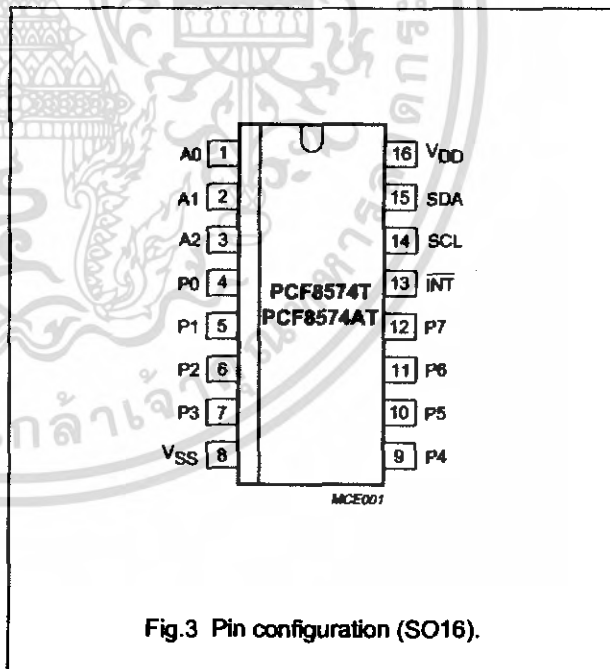 A0 1
A1 2
A2 3
P0 4
P1 5
P2 6
P3 7
VSS 8
PCF8574T
PCF8574AT
16 VDD
15 SDA
14 SCL
13 INT
12 P7
11 P6
10 P5
9 P4
MCE001
Fig.3 Pin configuration (SO16).